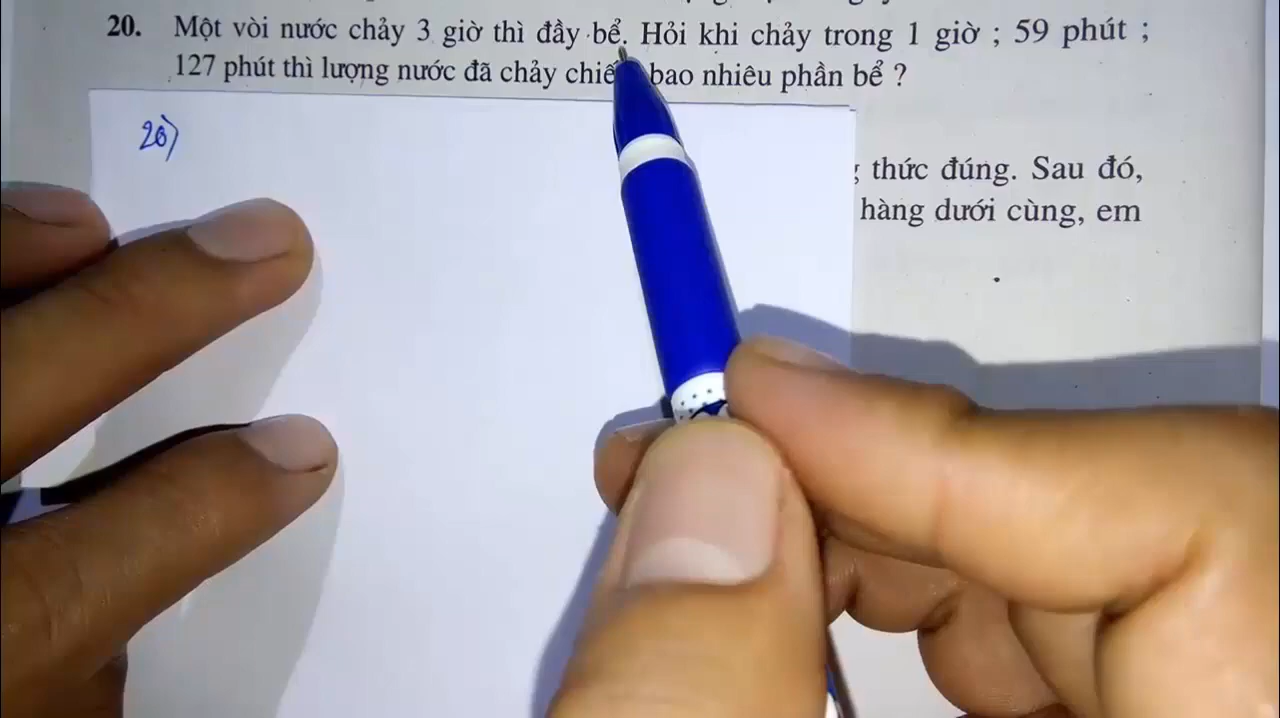 20. Một vòi nước chảy 3 giờ thì đầy bể. Hỏi khi chảy trong 1 giờ ; 59 phút ;
127 phút thì lượng nước đã chảy bao nhiêu phần bể ?
20)
thức đúng. Sau đó,
hàng dưới cùng, em